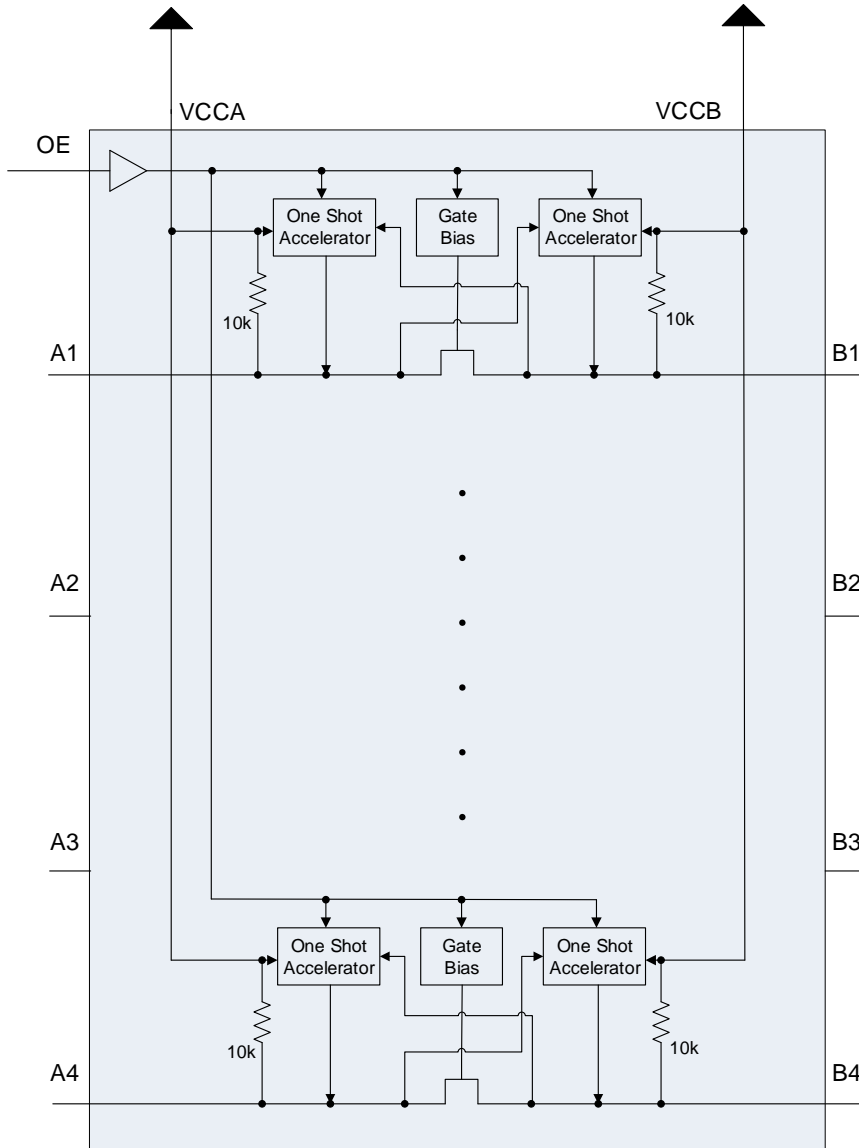 VCCA
VCCB
OE
One Shot
Accelerator
Gate
Bias
One Shot
Accelerator
10k
10k
A1
B1
A2
B2
A3
B3
One Shot
Accelerator
Gate
Bias
One Shot
Accelerator
10k
10k
A4
B4